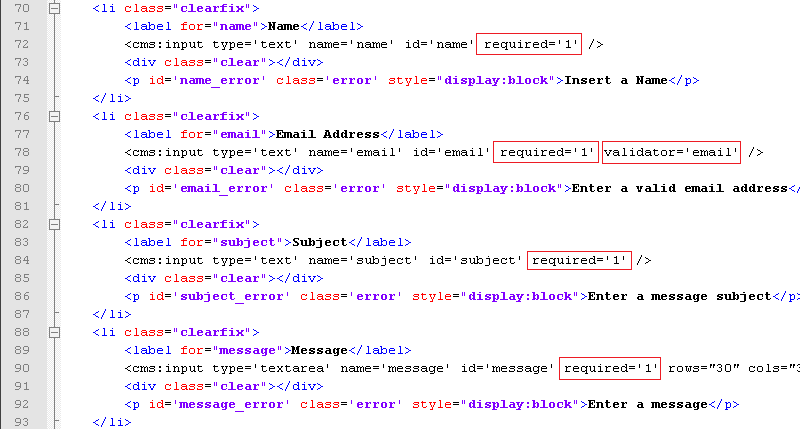 70 <li class="clearfix">
71 <label for="name">Name</label>
72 <cms:input type='text' name='name' id='name' required='1' />
73 <div class="clear"></div>
74 <p id='name_error' class='error' style="display:block">Insert a Name</p>
75 </li>
76 <li class="clearfix">
77 <label for="email">Email Address</label>
78 <cms:input type='text' name='email' id='email' required='1' validator='email' />
79 <div class="clear"></div>
80 <p id='email_error' class='error' style="display:block">Enter a valid email address</
81 </li>
82 <li class="clearfix">
83 <label for="subject">Subject</label>
84 <cms:input type='text' name='subject' id='subject' required='1' />
85 <div class="clear"></div>
86 <p id='subject_error' class='error' style="display:block">Enter a message subject</p>
87 </li>
88 <li class="clearfix">
89 <label for="message">Message</label>
90 <cms:input type='textarea' name='message' id='message' required='1' rows="30" cols="3
91 <div class="clear"></div>
92 <p id='message_error' class='error' style="display:block">Enter a message</p>
93 </li>